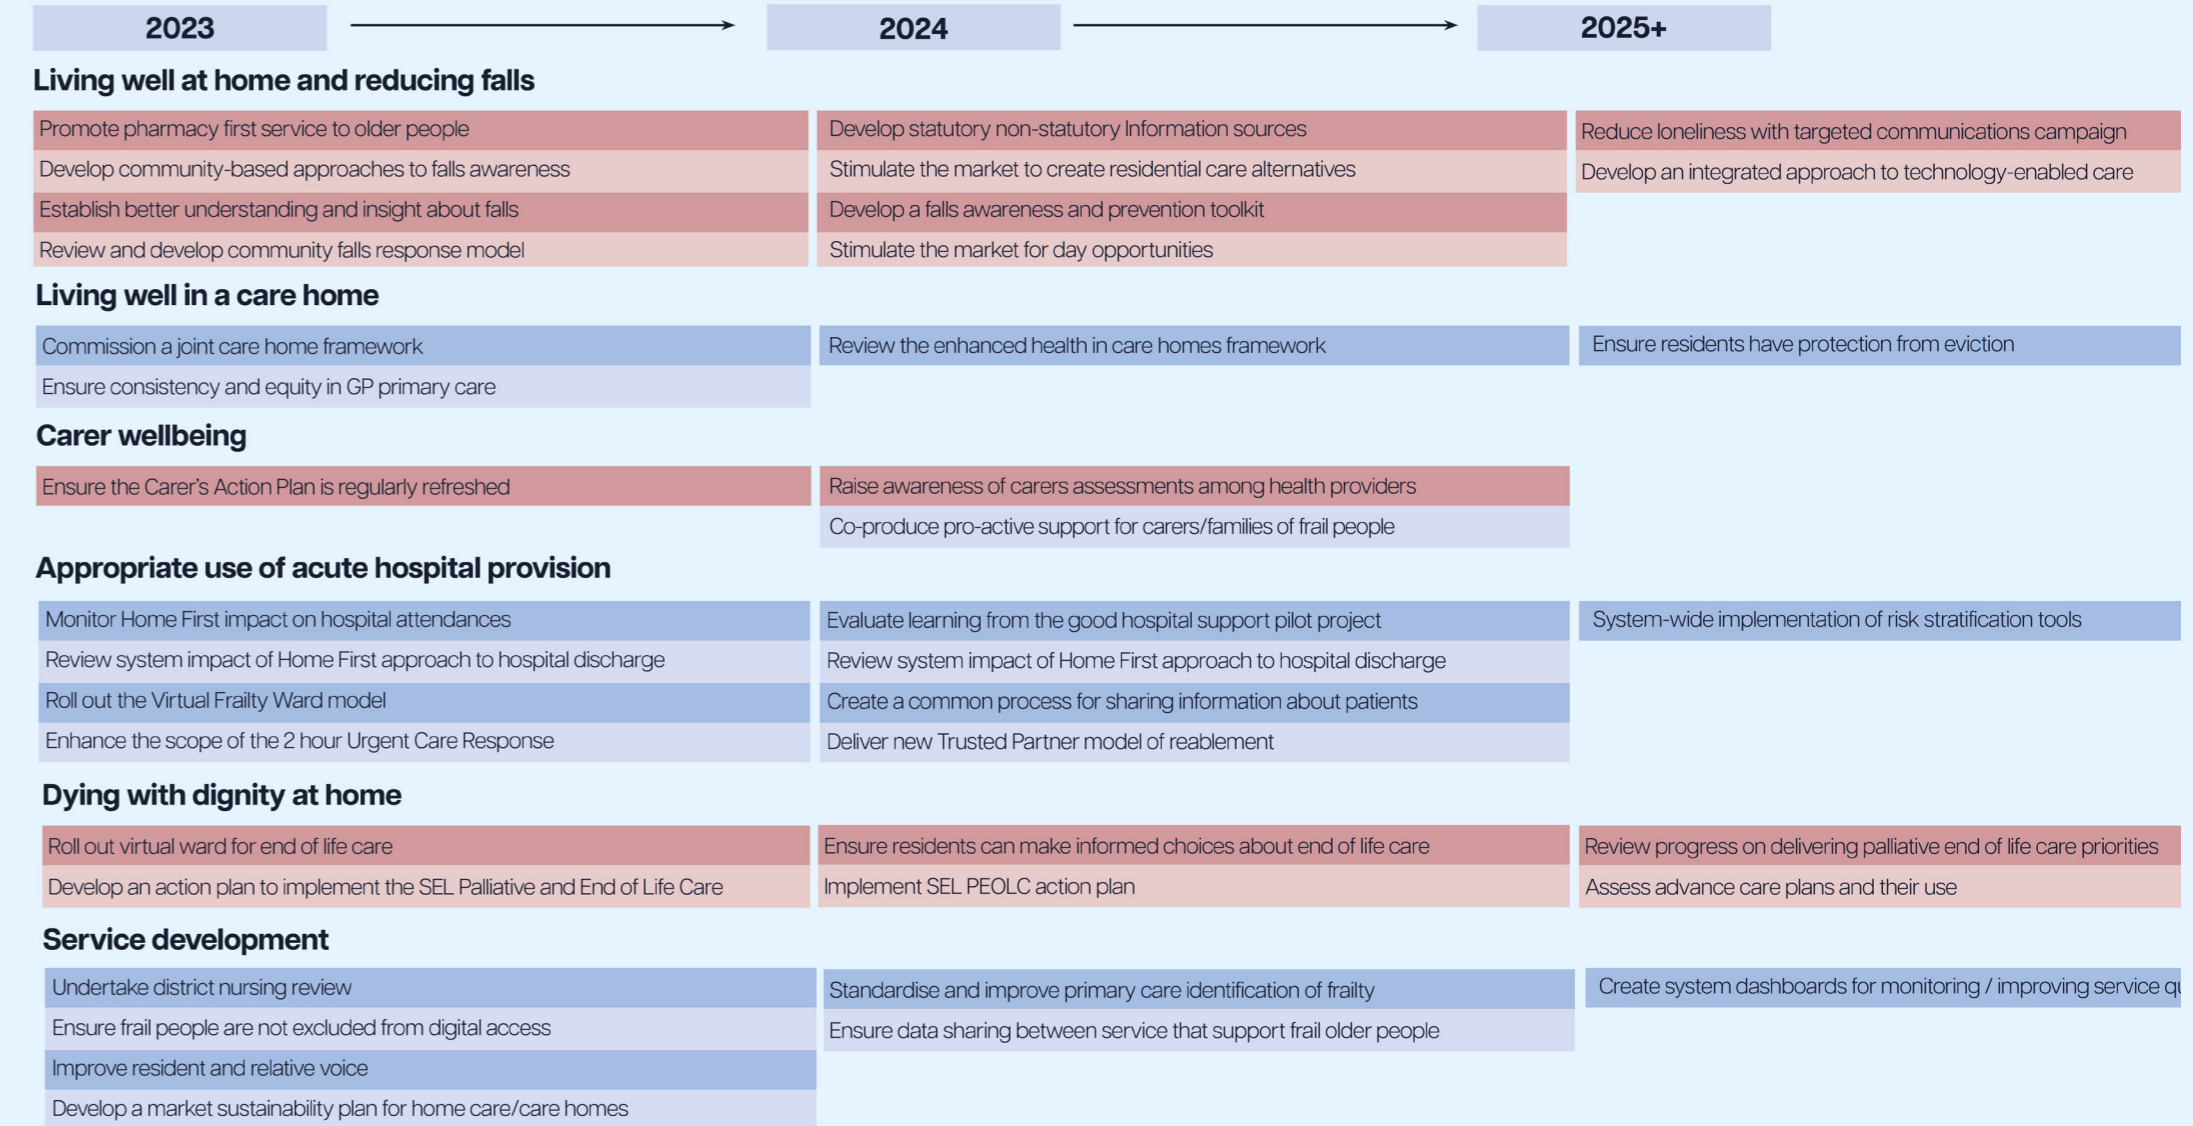 2023
2024
2025+
Living well at home and reducing falls
Promote pharmacy first service to older people
Develop statutory non-statutory Information sources
Reduce loneliness with targeted communications campaign
Develop community-based approaches to falls awareness
Stimulate the market to create residential care alternatives
Develop an integrated approach to technology-enabled care
Establish better understanding and insight about falls
Develop a falls awareness and prevention toolkit
Review and develop community falls response model
Stimulate the market for day opportunities
Living well in a care home
Commission a joint care home framework
Review the enhanced health in care homes framework
Ensure residents have protection from eviction
Ensure consistency and equity in GP primary care
Carer wellbeing
Ensure the Carer's Action Plan is regularly refreshed
Raise awareness of carers assessments among health providers
Co-produce pro-active support for carers/families of frail people
Appropriate use of acute hospital provision
Monitor Home First impact on hospital attendances
Evaluate learning from the good hospital support pilot project
System-wide implementation of risk stratification tools
Review system impact of Home First approach to hospital discharge
Review system impact of Home First approach to hospital discharge
Roll out the Virtual Frailty Ward model
Create a common process for sharing information about patients
Enhance the scope of the 2 hour Urgent Care Response
Deliver new Trusted Partner model of reablement
Dying with dignity at home
Roll out virtual ward for end of life care
Ensure residents can make informed choices about end of life care
Review progress on delivering palliative end of life care priorities
Develop an action plan to implement the SEL Palliative and End of Life Care
Implement SEL PEOLC action plan
Assess advance care plans and their use
Service development
Undertake district nursing review
Standardise and improve primary care identification of frailty
Create system dashboards for monitoring / improving service
Ensure frail people are not excluded from digital access
Ensure data sharing between service that support frail older people
Improve resident and relative voice
Develop a market sustainability plan for home care/care homes